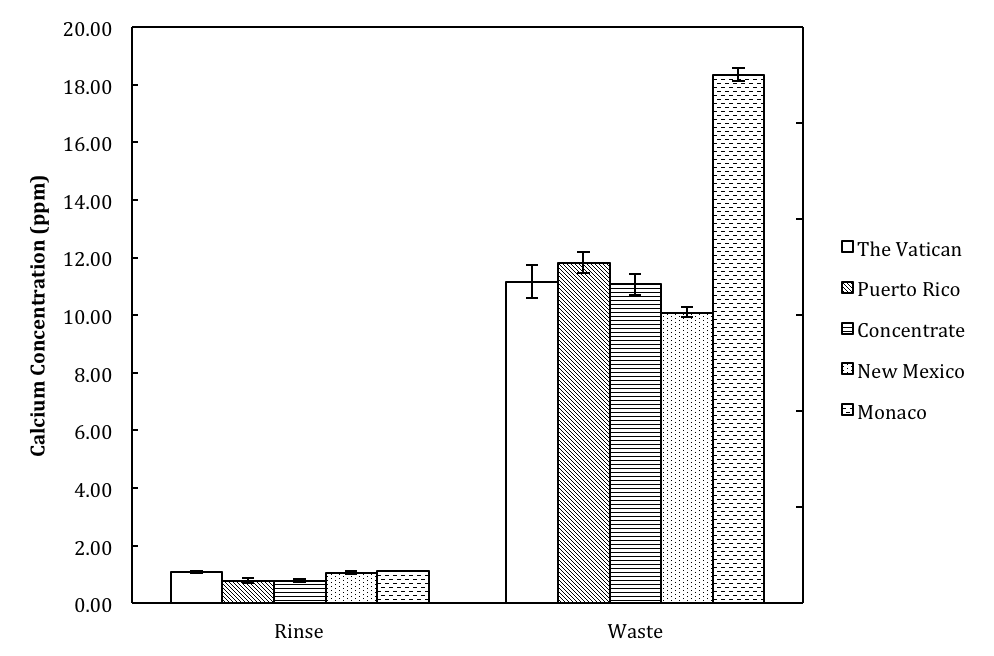 20.00
18.00
16.00
14.00
12.00
10.00
8.00
6.00
4.00
2.00
0.00
Calcium Concentration (ppm)
Rinse
Waste
The Vatican
Puerto Rico
Concentrate
New Mexico
Monaco